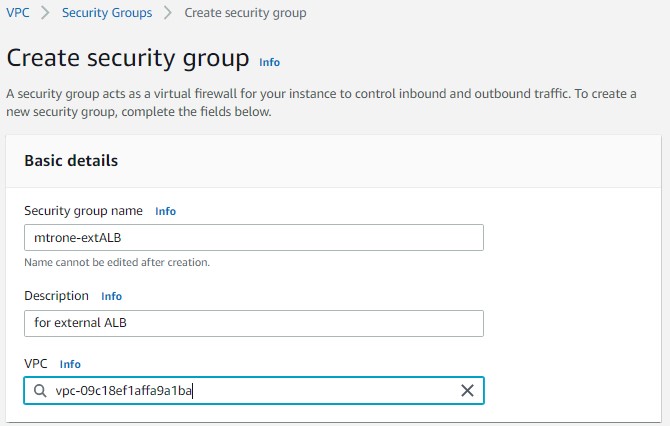 VPC > Security Groups > Create security group
Create security group Info
A security group acts as a virtual firewall for your instance to control inbound and outbound traffic. To create a
new security group, complete the fields below.
Basic details
Security group name Info
mtrone-extALB
Name cannot be edited after creation.
Description Info
for external ALB
VPC Info
vpc-09c18ef1affa9a1ba